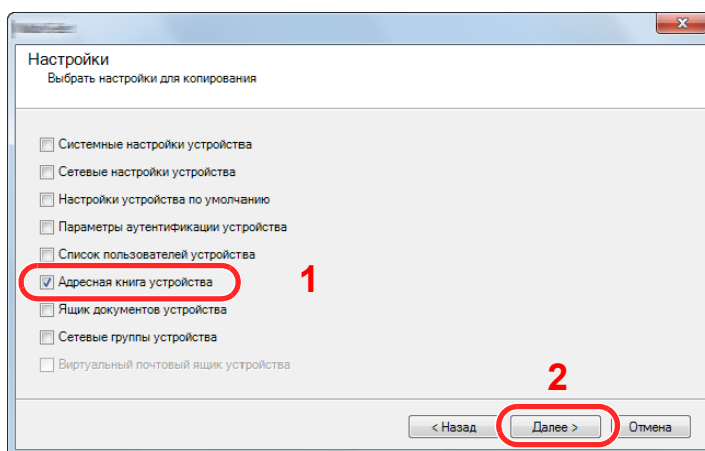 Настройки
Выбрать настройки для копирования
Системные настройки устройства
Сетевые настройки устройства
Настройки устройства по умолчанию
Параметры аутентификации устройства
Список пользователей устройства
Адресная книга устройства 1
Ящик документов устройства
Сетевые группы устройства
Виртуальный почтовый ящик устройства
2
< Назад Далее > Отмена